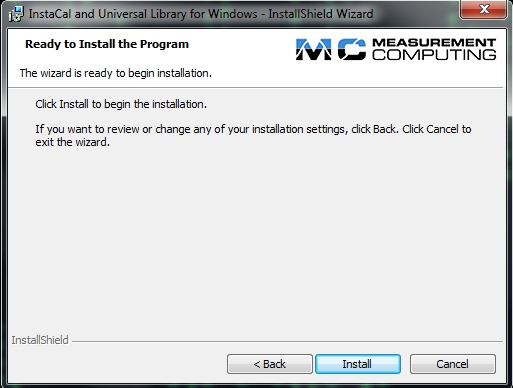 InstaCal and Universal Library for Windows - InstallShield Wizard
X
Ready to Install the Program
The wizard is ready to begin installation.
MC MEASUREMENT
COMPUTING
Click Install to begin the installation.
If you want to review or change any of your installation settings, click Back. Click Cancel to
exit the wizard.
InstallShield
< Back Install Cancel